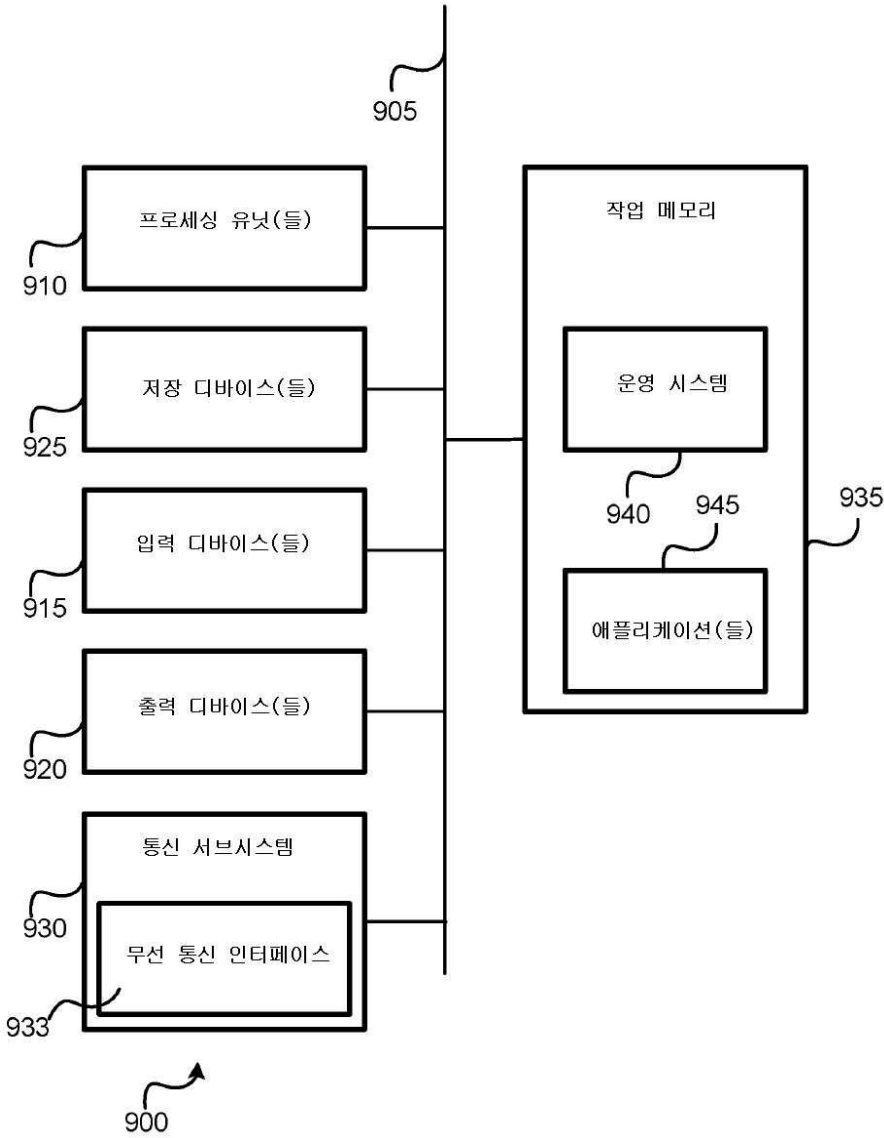 905
프로세싱 유닛(들)
910
저장 디바이스(들)
925
입력 디바이스(들)
915
출력 디바이스(들)
920
통신 서브시스템
930
무선 통신 인터페이스
933
900
작업 메모리
운영 시스템
940
945
935
애플리케이션(들)